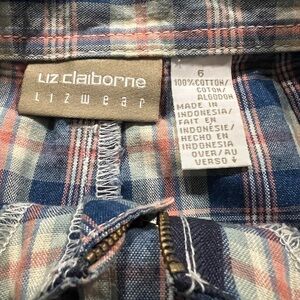 Liz claiborne
LIZWEAR
6
100%COTTON/
COTON/
ALGODON
MADE IN
INDONESIA/
FAIT EN
INDONESIE/
HECHO EN
INDONESIA
OVER/AU
VERSO ↓